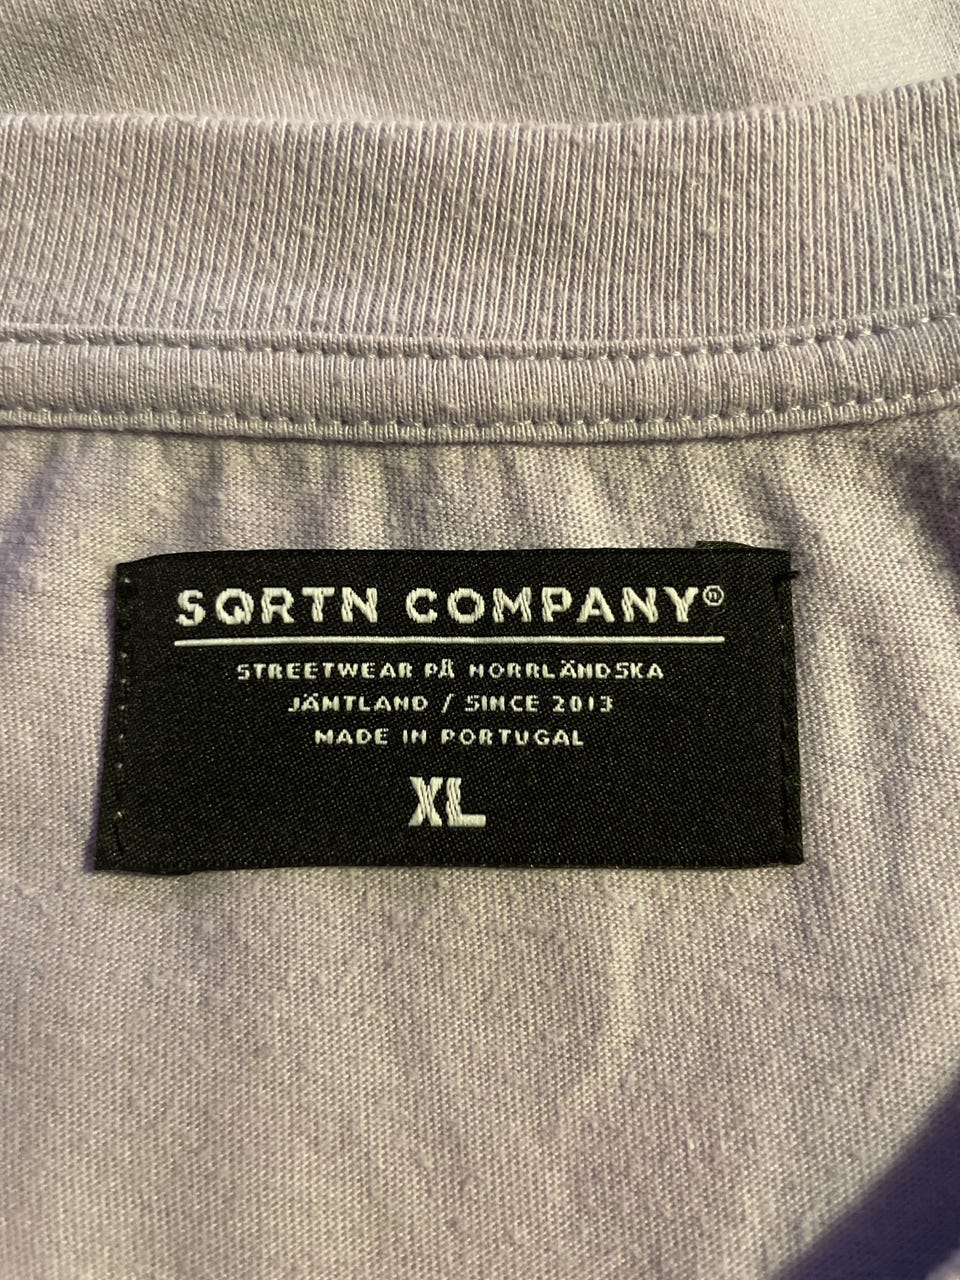 SQRTN COMPANY®
STREETWEAR PÅ NORRLÄNDSKA
JÄMTLAND / SINCE 2013
MADE IN PORTUGAL
XL